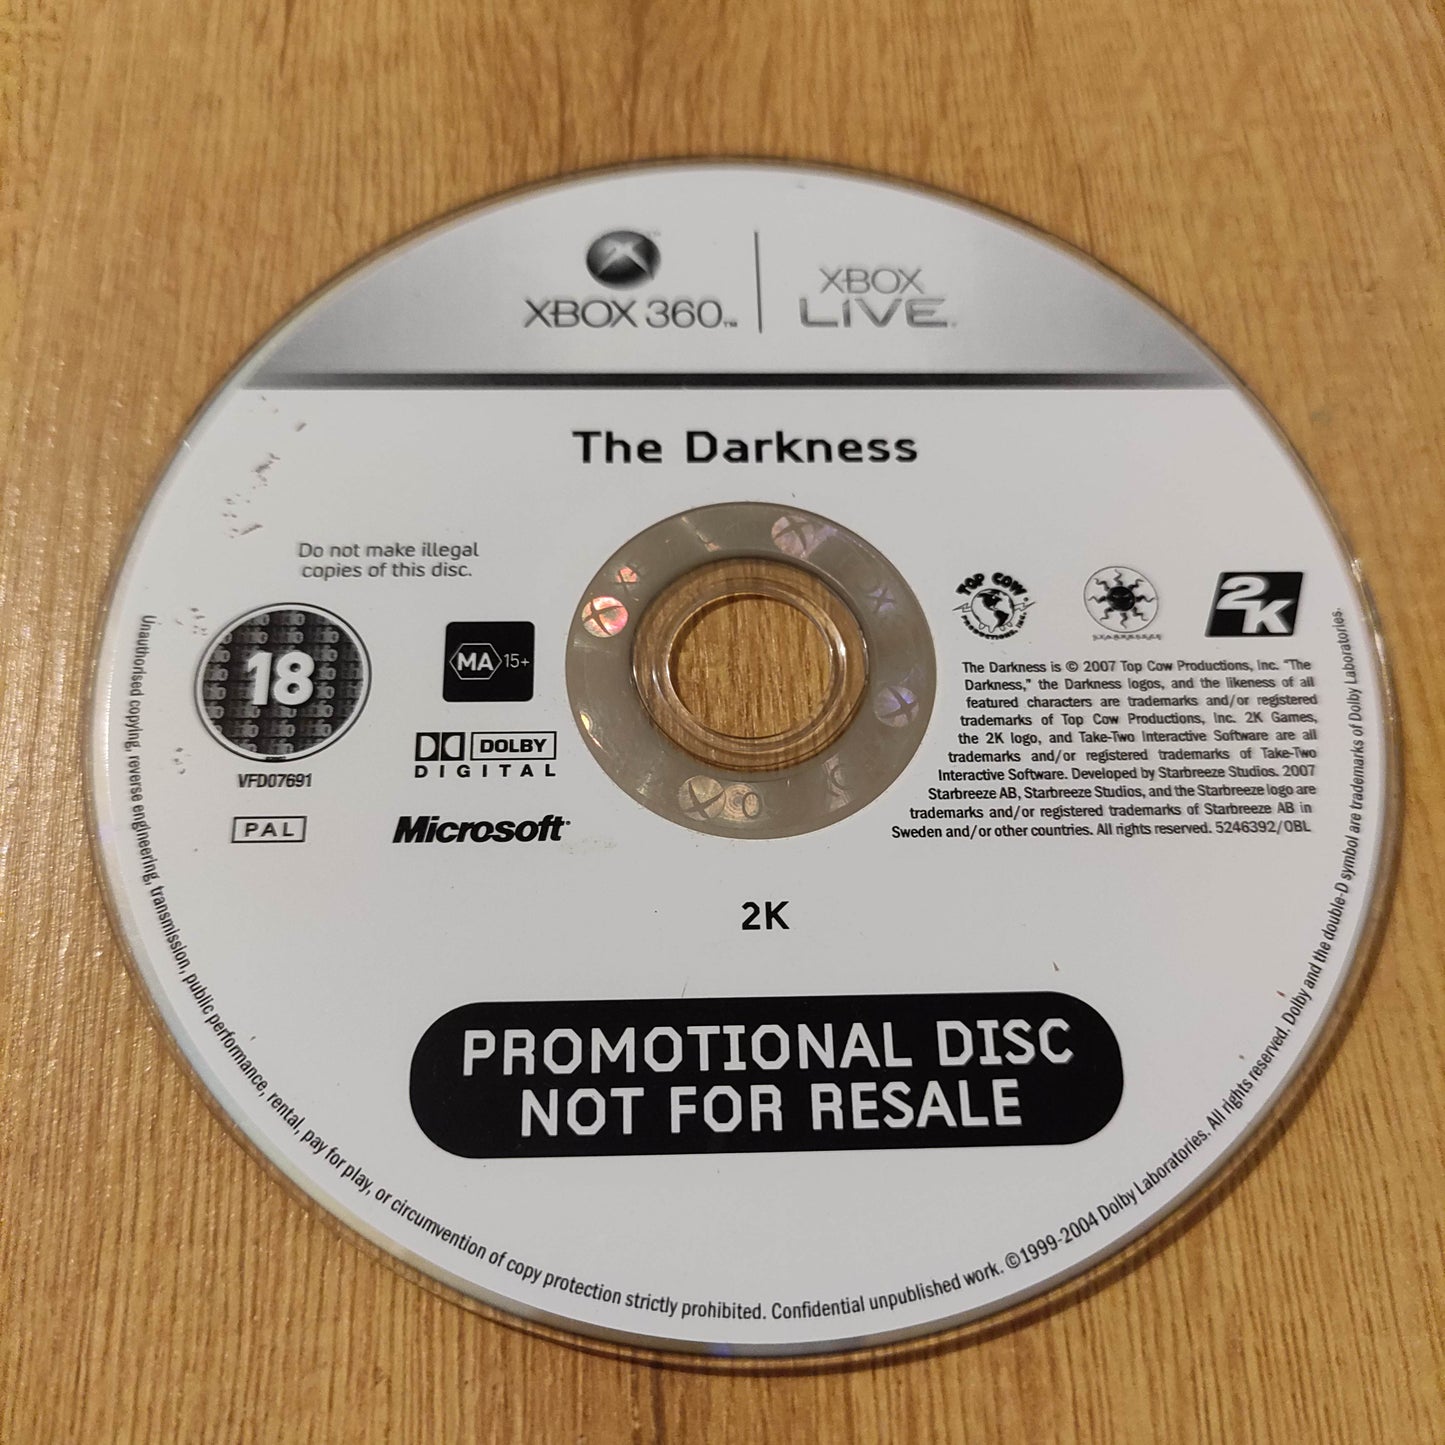 XBOX 360™
XBOX
LIVE
The Darkness
Do not make illegal
copies of this disc.
18
VFD07691
PAL
MA 15+
DOLBY
DIGITAL
Microsoft
TOP COW
PRODUCTIONS, INC.
2K
The Darkness is © 2007 Top Cow Productions, Inc. "The
Darkness," the Darkness logos, and the likeness of all
featured characters are trademarks and/or registered
trademarks of Top Cow Productions, Inc. 2K Games,
the 2K logo, and Take-Two Interactive Software are all
trademarks and/or registered trademarks of Take-Two
Interactive Software. Developed by Starbreeze Studios. 2007
Starbreeze AB, Starbreeze Studios, and the Starbreeze logo are
trademarks and/or registered trademarks of Starbreeze AB in
Sweden and/or other countries. All rights reserved. 5246392/0BL
2K
PROMOTIONAL DISC
NOT FOR RESALE
Unauthorised copying, reverse engineering, transmission, public performance, rental, pay for play, or circumvention of copy protection strictly prohibited. Confidential unpublished work. ©1999-2004 Dolby Laboratories. All rights reserved. Dolby and the double-D symbol are trademarks of Dolby Laboratories.